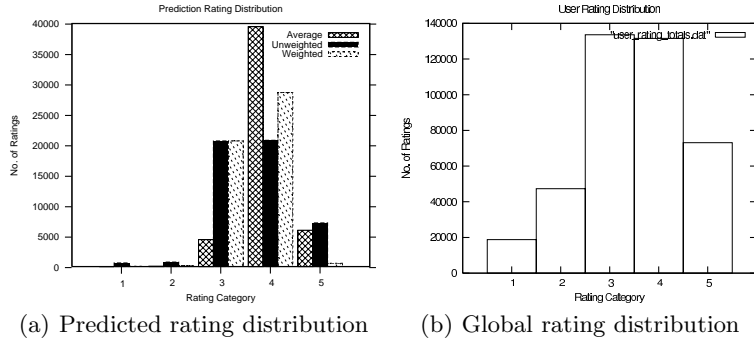 Prediction Rating Distribution
No. of Ratings
40000
35000
30000
25000
20000
15000
10000
5000
0
Average
Unweighted
Weighted
1 2 3 4 5
Rating Category
(a) Predicted rating distribution
User Rating Distribution
No. of Ratings
140000
120000
100000
80000
60000
40000
20000
0
"user_rating_totals.dat"
1 2 3 4 5
Rating Category
(b) Global rating distribution